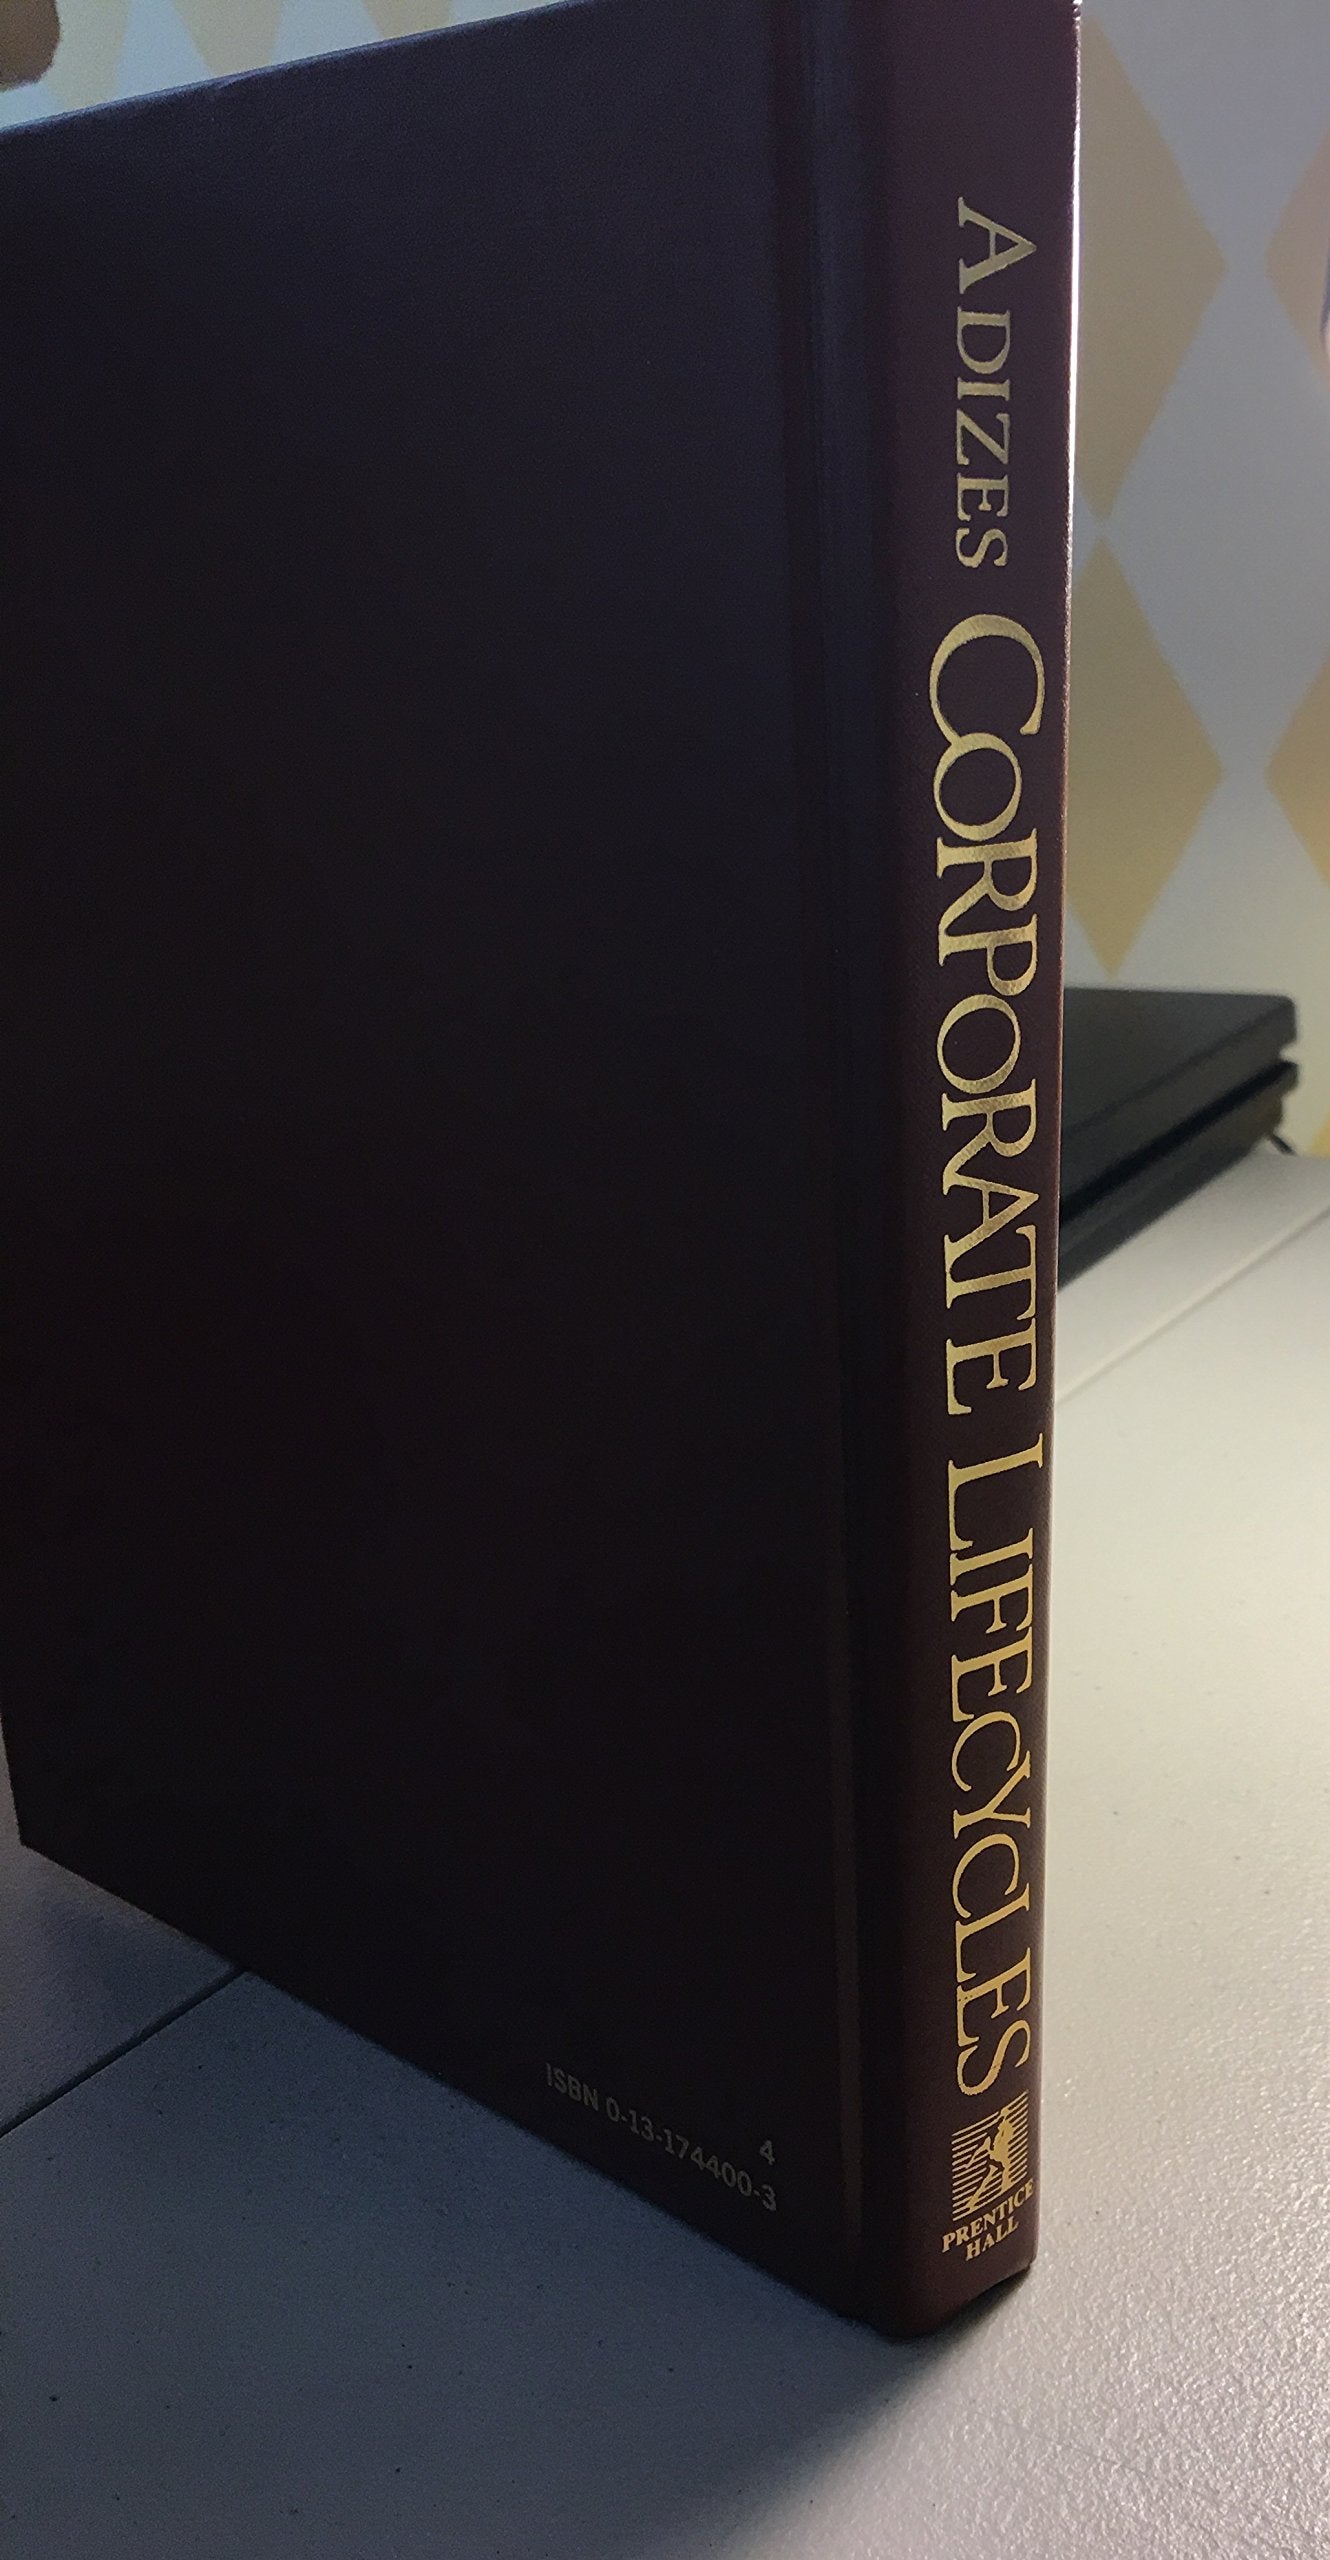 ADIZES CORPORATE LIFECYCLES
PRENTICE
HALL
4
ISBN 0-13-174400-3